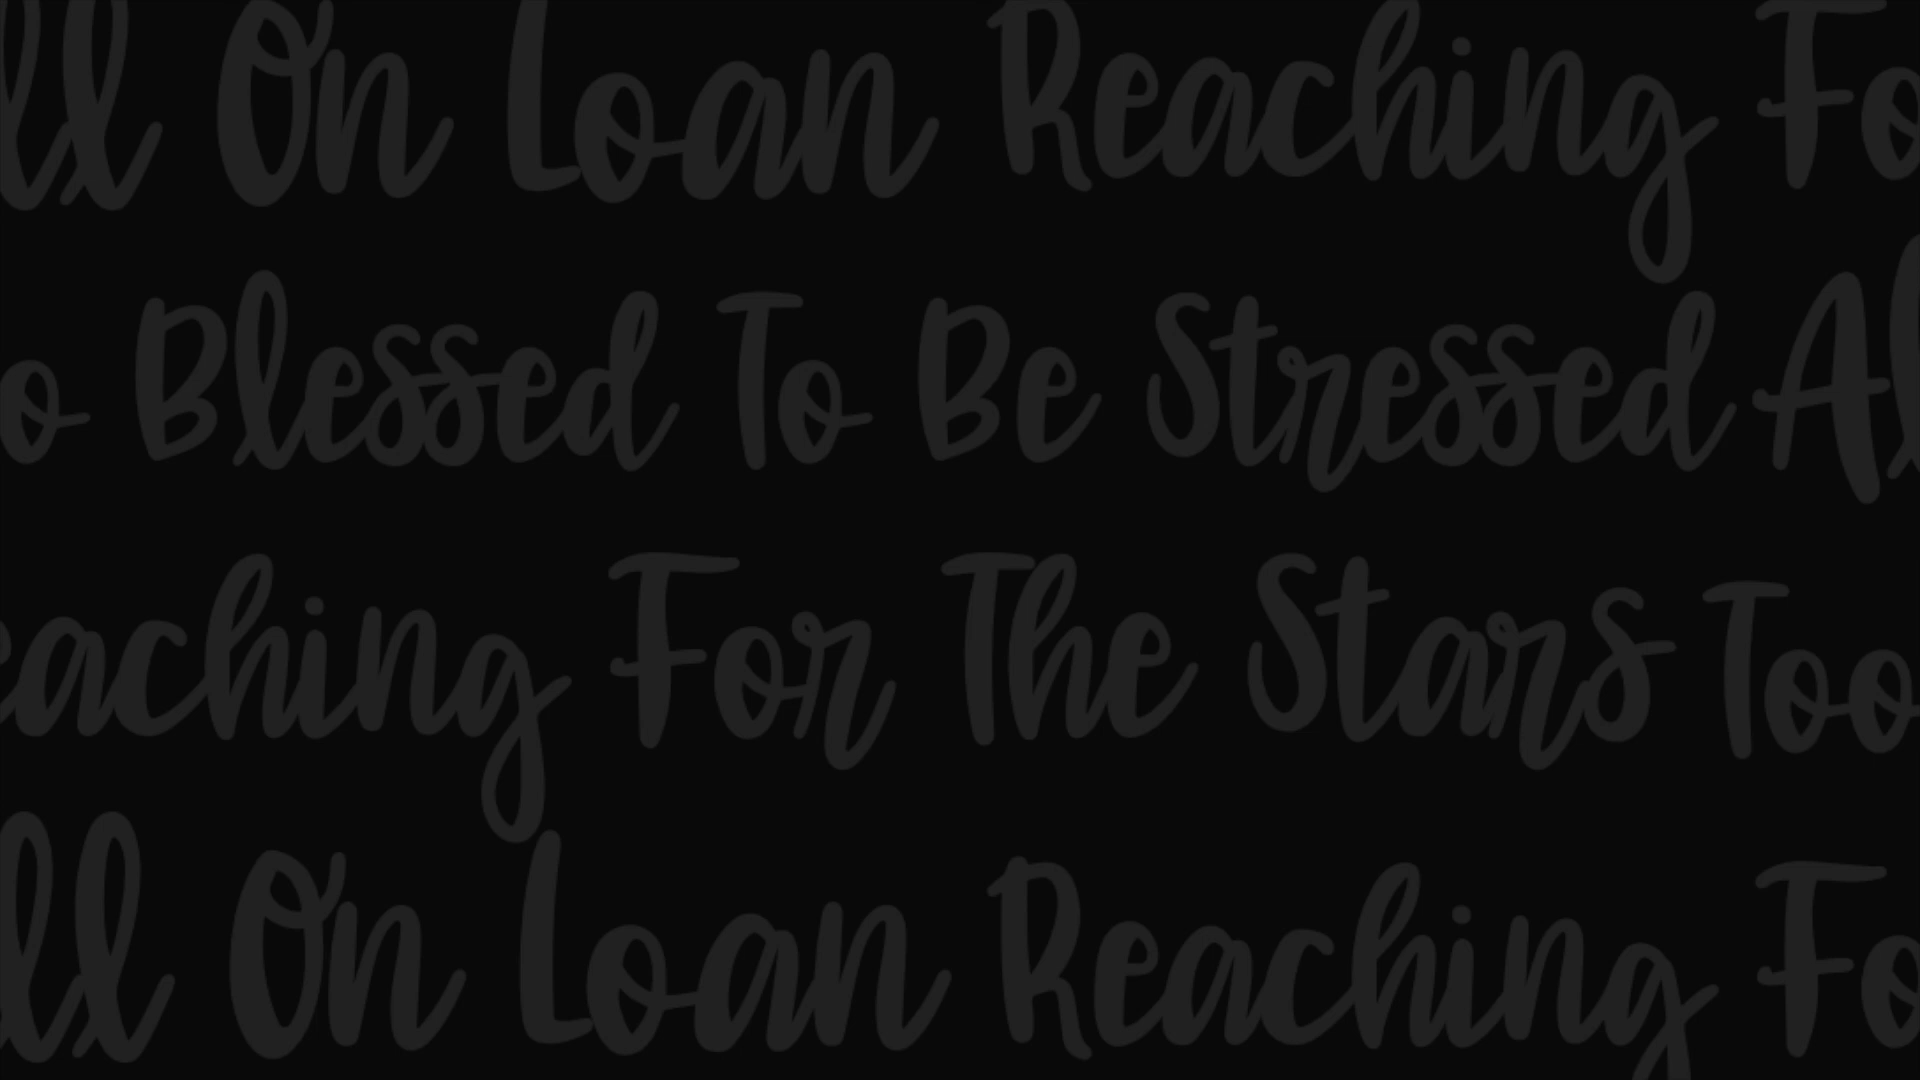 ll On Loan Reaching Fo
o Blessed To Be Stressed Al
eaching For The Stars Too
ll On Loan Reaching Fo